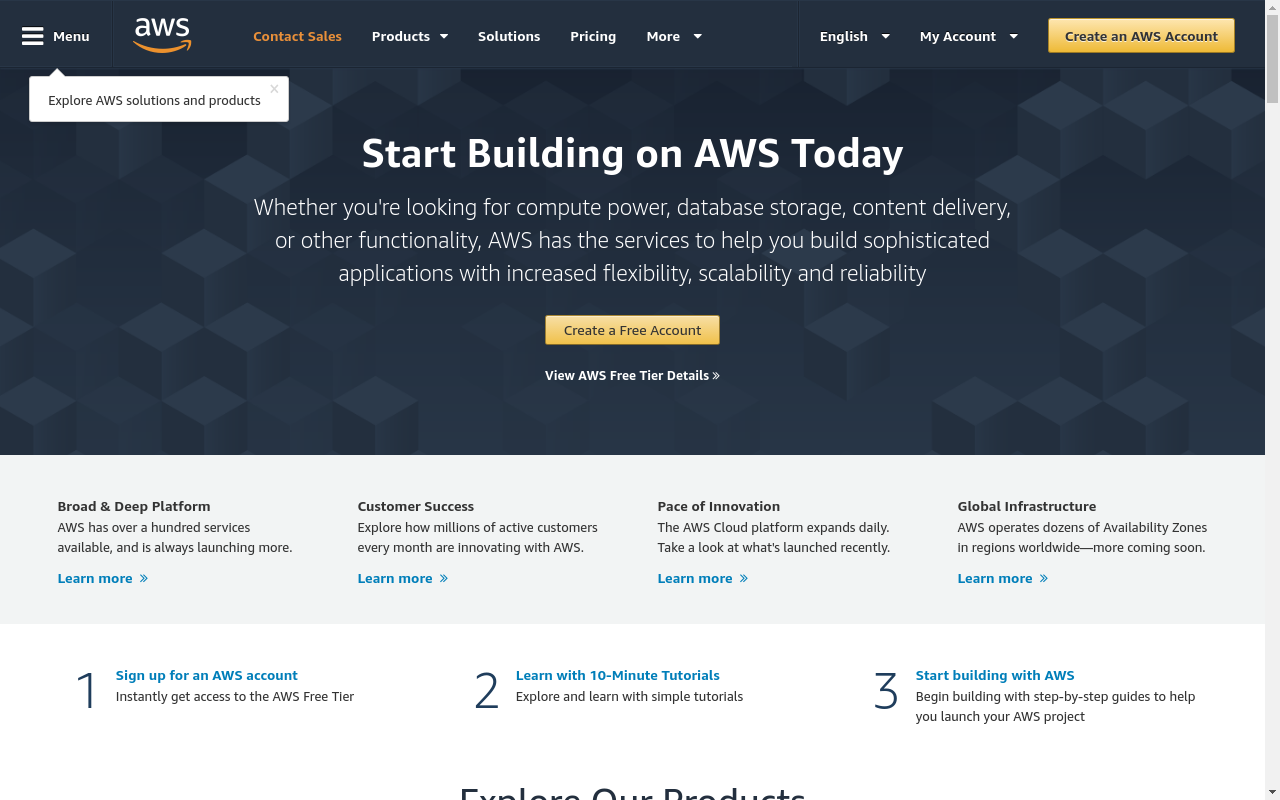 Menu
aws
Contact Sales
Products
Solutions
Pricing
More
English
My Account
Create an AWS Account
Explore AWS solutions and products
×
Start Building on AWS Today
Whether you're looking for compute power, database storage, content delivery,
or other functionality, AWS has the services to help you build sophisticated
applications with increased flexibility, scalability and reliability
Create a Free Account
View AWS Free Tier Details »
Broad & Deep Platform
AWS has over a hundred services
available, and is always launching more.
Learn more »
Customer Success
Explore how millions of active customers
every month are innovating with AWS.
Learn more »
Pace of Innovation
The AWS Cloud platform expands daily.
Take a look at what's launched recently.
Learn more »
Global Infrastructure
AWS operates dozens of Availability Zones
in regions worldwide—more coming soon.
Learn more »
1
Sign up for an AWS account
Instantly get access to the AWS Free Tier
2
Learn with 10-Minute Tutorials
Explore and learn with simple tutorials
3
Start building with AWS
Begin building with step-by-step guides to help
you launch your AWS project
Explore Our Products